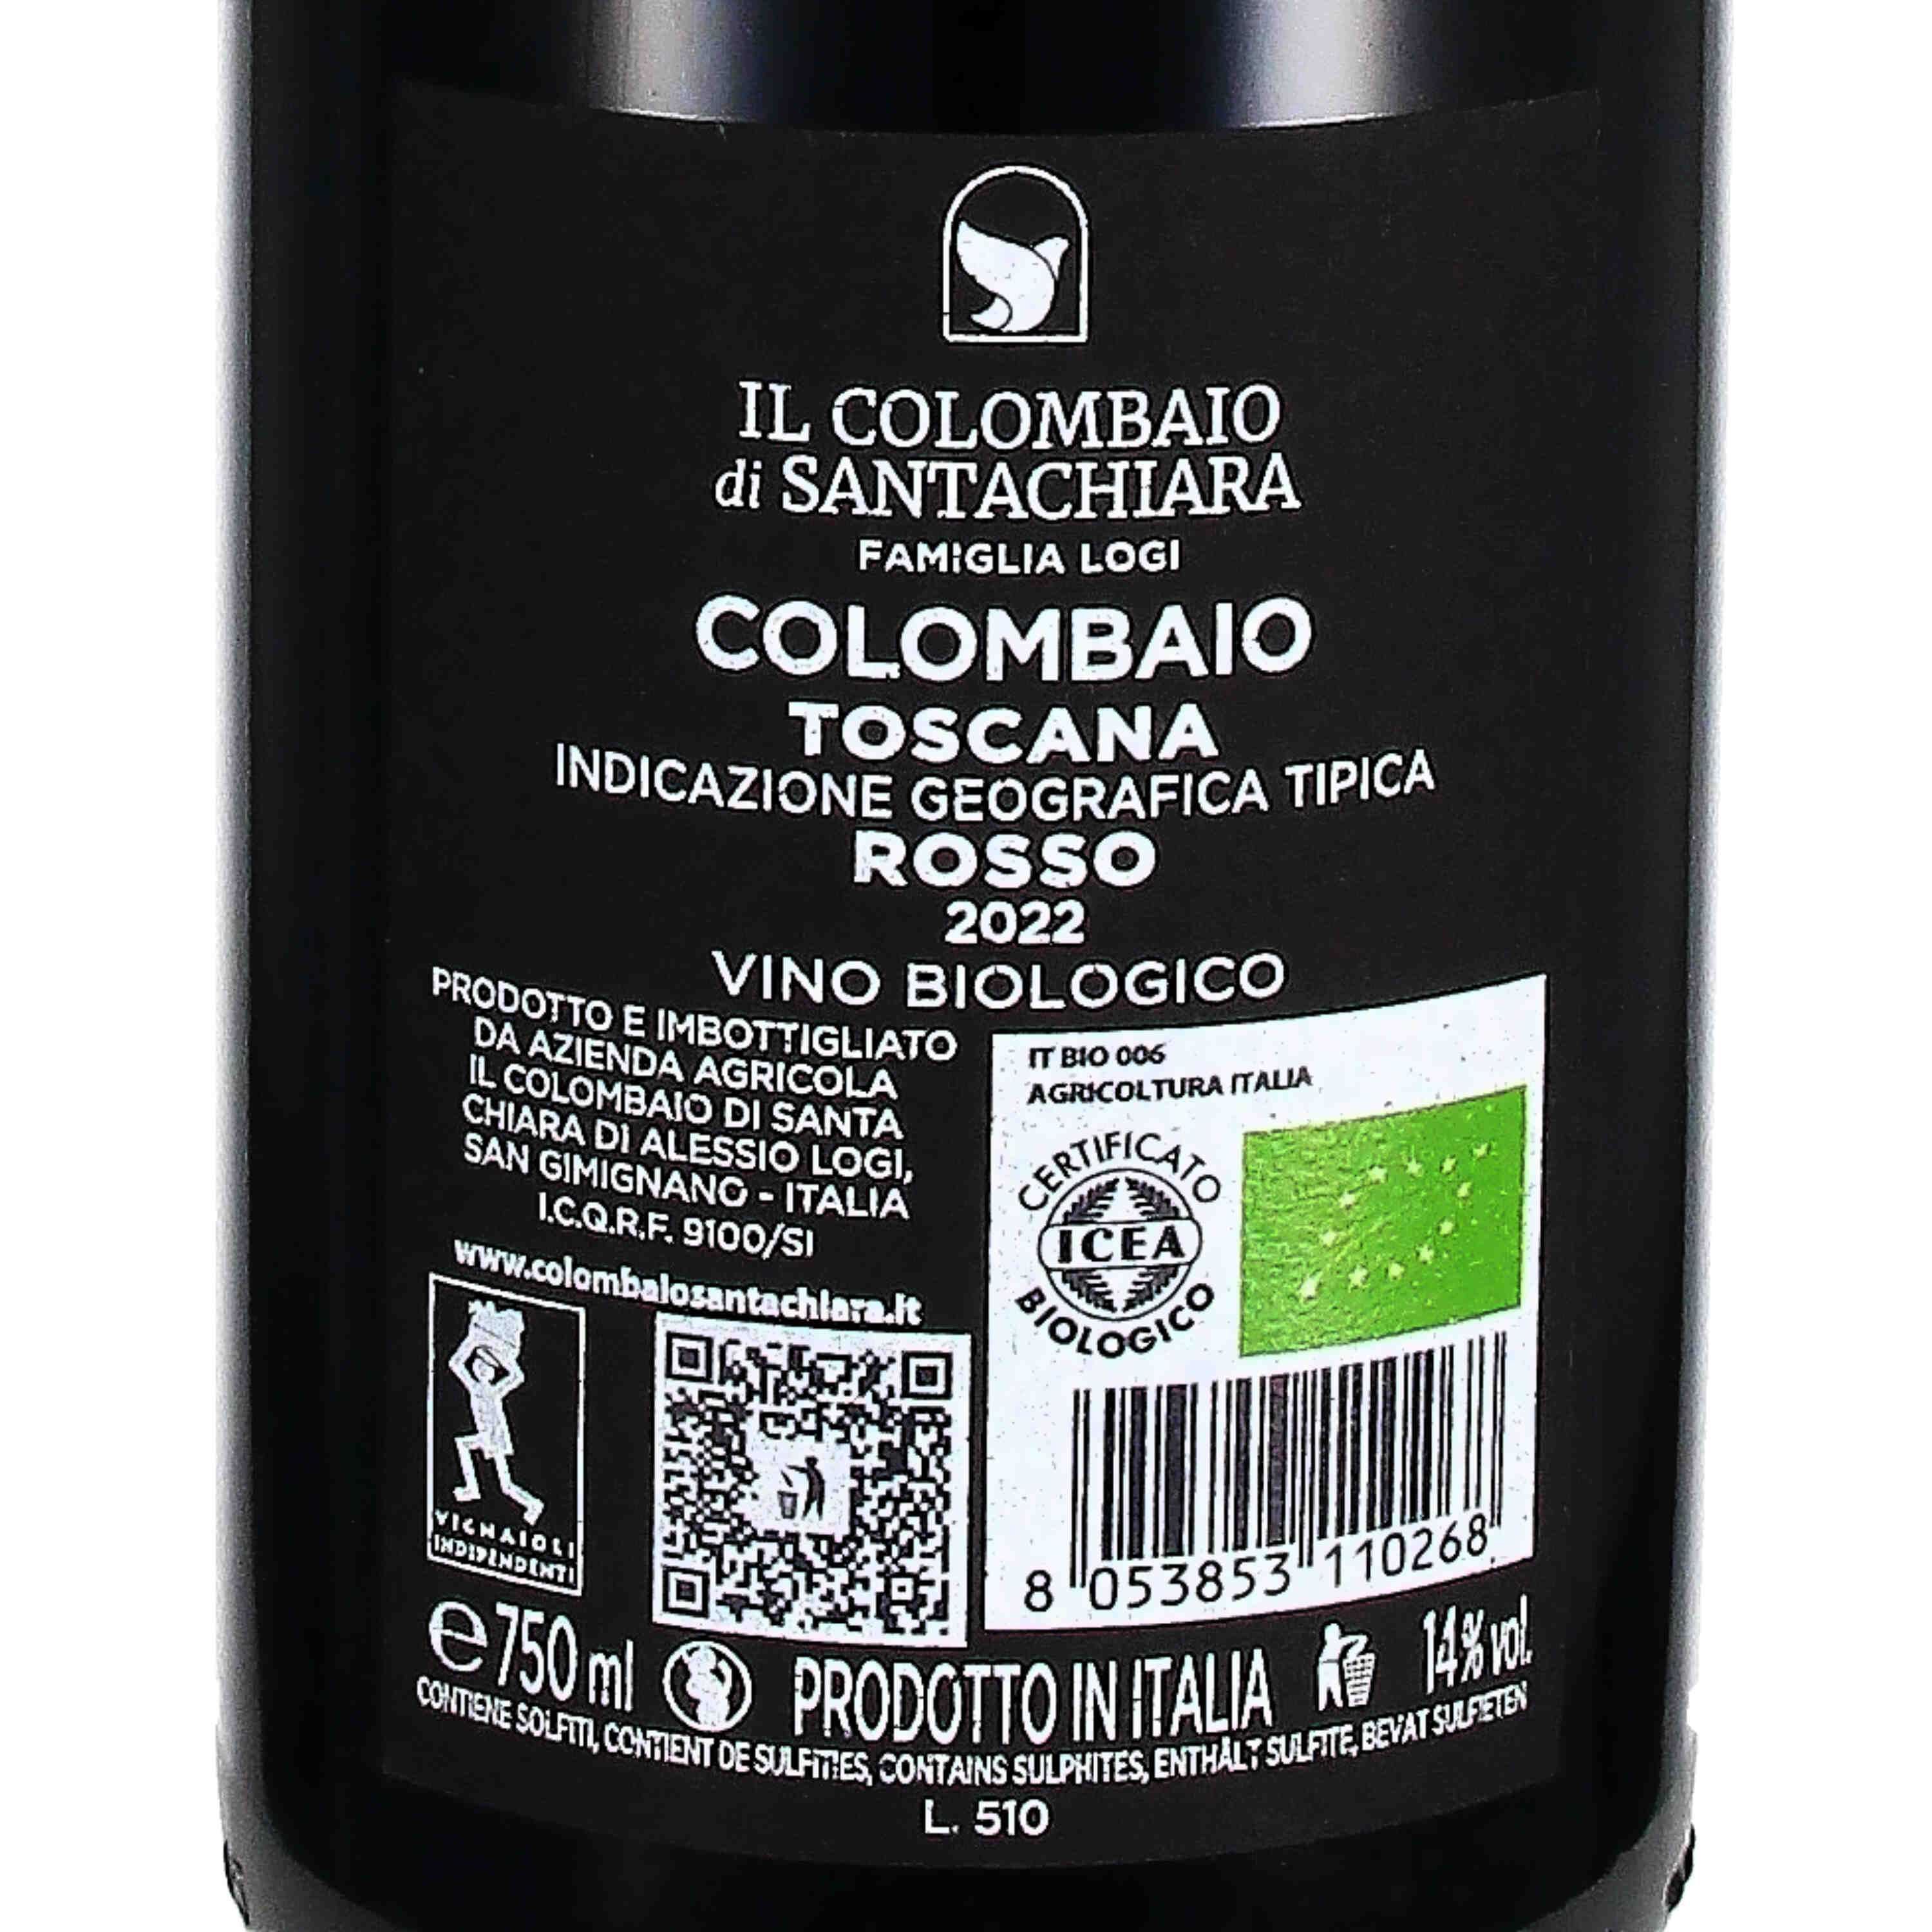 IL COLOMBAIO
di SANTACHIARA
FAMIGLIA LOGI
COLOMBAIO
TOSCANA
INDICAZIONE GEOGRAFICA TIPICA
ROSSO
2022
VINO BIOLOGICO
PRODOTTO E IMBOTTIGLIATO
DA AZIENDA AGRICOLA
IL COLOMBAIO DI SANTA
CHIARA DI ALESSIO LOGI,
SAN GIMIGNANO - ITALIA
I.C.Q.R.F. 9100/SI
www.colombaiosantachiara.it
VIGNAIOLI
INDIPENDENTI
IT BIO 006
AGRICOLTURA ITALIA
CERTIFICATO
ICEA
BIOLOGICO
8 053853 110268
e 750 ml PRODOTTO IN ITALIA 14% vol.
CONTIENE SOLFITI, CONTIENT DE SULFITIES, CONTAINS SULPHITES, ENTHÄLT SULFITE, BEVAT SULFIETEN
L. 510